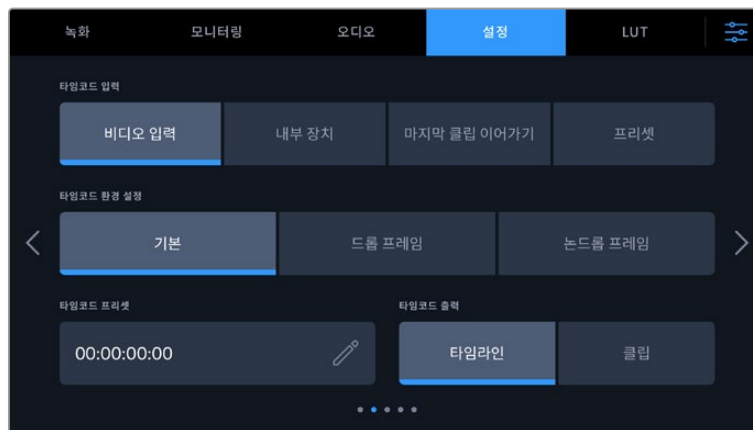 녹화 모니터링 오디오 설정 LUT
타임코드 입력
비디오 입력 내부 장치 마지막 클립 이어가기 프리셋
타임코드 환경 설정
기본 드롭 프레임 논드롭 프레임
타임코드 프리셋 타임코드 출력
00:00:00:00 타임라인 클립